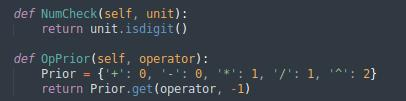 def NumCheck(self, unit):
    return unit.isdigit()

def OpPrior(self, operator):
    Prior = {'+': 0, '-': 0, '*': 1, '/': 1, '^': 2}
    return Prior.get(operator, -1)